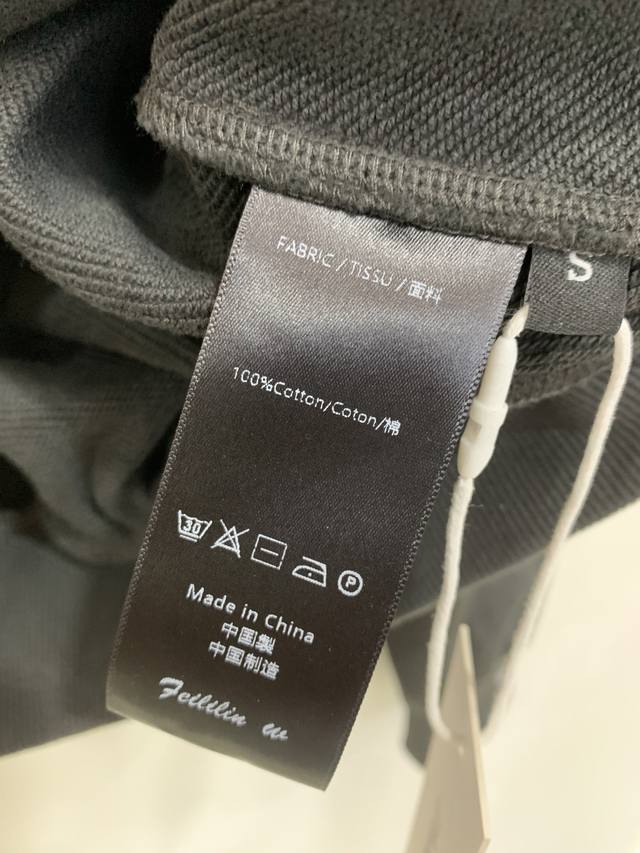 FABRIC/TISSU/面料
S
100%Cotton/Coton/棉
30
P
Made in China
中国製
中国制造